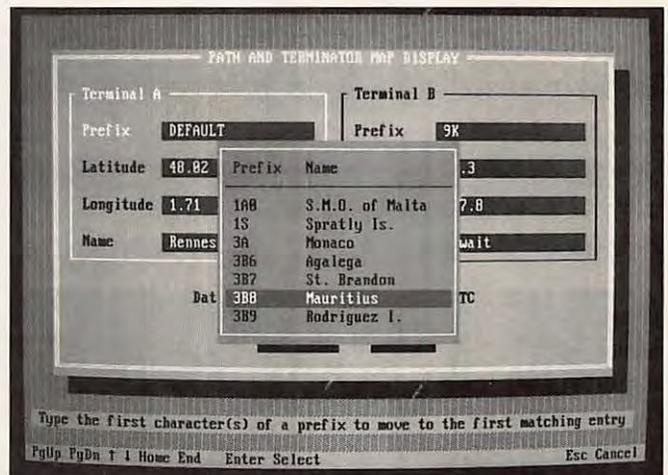 PATH AND TERMINATOR MAP DISPLAY
Terminal A
Terminal B
Prefix DEFAULT
Prefix 9K
Latitude 48.02
.3
Longitude 1.71
7.8
Name Rennes
wait
Prefix Name
1A0 S.M.O. of Malta
1S Spratly Is.
3A Monaco
3B6 Agalega
3B7 St. Brandon
3B8 Mauritius
3B9 Rodriguez I.
Dat
TC
Type the first character(s) of a prefix to move to the first matching entry
PgUp PgDn ↑ ↓ Home End Enter Select Esc Cancel